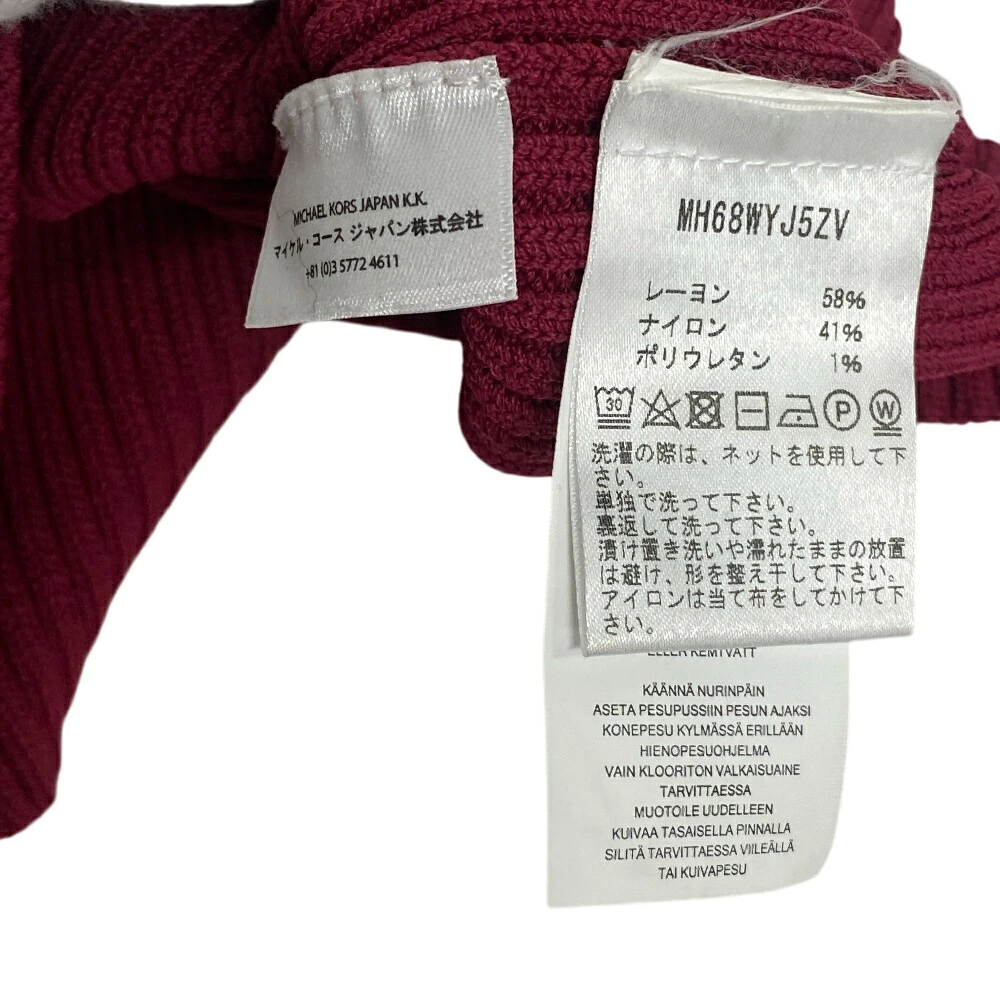 MICHAEL KORS JAPAN K.K.
マイケル・コース ジャパン株式会社
+81 (0)3 5772 4611
MH68WYJ5ZV
レーヨン 58%
ナイロン 41%
ポリウレタン 1%
30 P W
洗濯の際は、ネットを使用して下
さい。
単独で洗って下さい。
裏返して洗って下さい。
漬け置き洗いや濡れたままの放置
は避け、形を整え干して下さい。
アイロンは当て布をしてかけて下
さい。
ELLER KEMTVÄTT
KÄÄNNÄ NURINPÄIN
ASETA PESUPUSSIIN PESUN AJAKSI
KONEPESU KYLMÄSSÄ ERILLÄÄN
HIENOPESUOHJELMA
VAIN KLOORITON VALKAISUAINE
TARVITTAESSA
MUOTOILE UUDELLEEN
KUIVAA TASAISELLA PINNALLA
SILITÄ TARVITTAESSA VIILEÄLLÄ
TAI KUIVAPESU